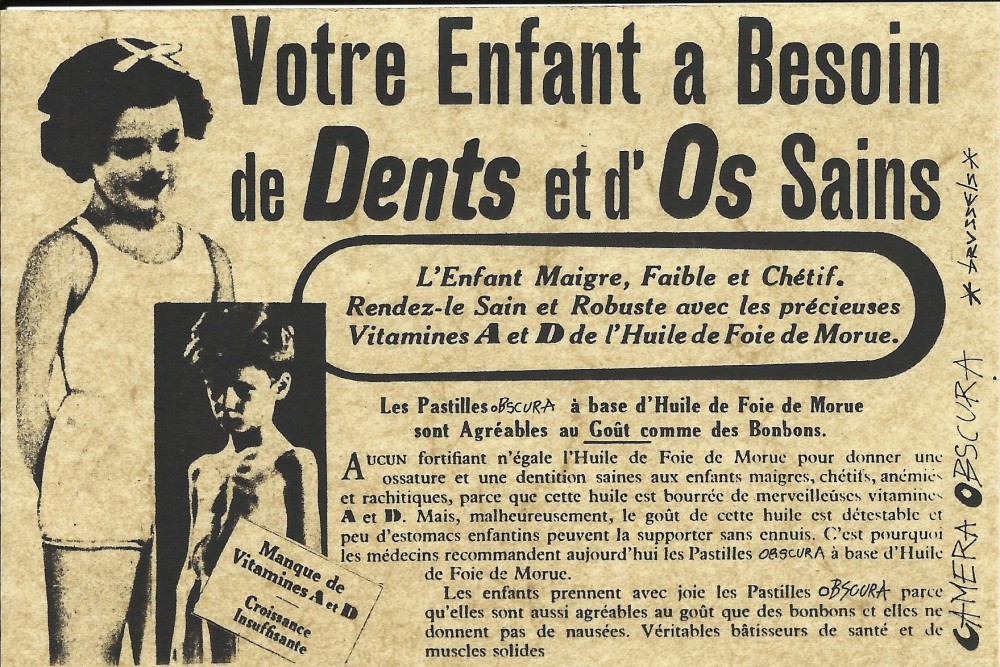 Votre Enfant a Besoin
de Dents et d' Os Sains
L'Enfant Maigre, Faible et Chétif.
Rendez-le Sain et Robuste avec les précieuses
Vitamines A et D de l'Huile de Foie de Morue.
Les Pastilles OBSCURA à base d'Huile de Foie de Morue
sont Agréables au Goût comme des Bonbons.
AUCUN fortifiant n'égale l'Huile de Foie de Morue pour donner une
ossature et une dentition saines aux enfants maigres, chétifs, anémiés
et rachitiques, parce que cette huile est bourrée de merveilleuses vitamines
A et D. Mais, malheureusement, le goût de cette huile est détestable et
peu d'estomacs enfantins peuvent la supporter sans ennuis. C'est pourquoi
les médecins recommandent aujourd'hui les Pastilles OBSCURA à base d'Huile
de Foie de Morue.
Les enfants prennent avec joie les Pastilles OBSCURA parce
qu'elles sont aussi agréables au goût que des bonbons et elles ne
donnent pas de nausées. Véritables bâtisseurs de santé et de
muscles solides
Manque de
Vitamines A et D
Croissance
Insuffisante
CAMERA OBSCURA * brussels *